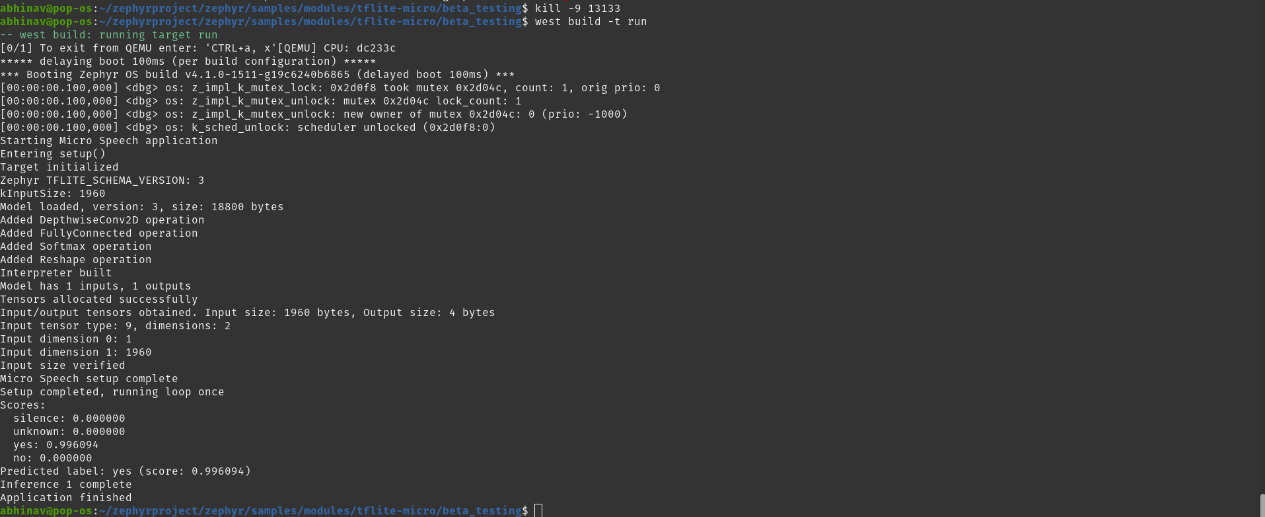 abhinav@pop-os:~/zephyrproject/zephyr/samples/modules/tflite-micro/beta_testing$ kill -9 13133
abhinav@pop-os:~/zephyrproject/zephyr/samples/modules/tflite-micro/beta_testing$ west build -t run
-- west build: running target run
[0/1] To exit from QEMU enter: 'CTRL+a, x'[QEMU] CPU: dc233c
***** delaying boot 100ms (per build configuration) *****
*** Booting Zephyr OS build v4.1.0-1511-g19c6240b6865 (delayed boot 100ms) ***
[00:00:00.100,000] <dbg> os: z_impl_k_mutex_lock: 0x2d0f8 took mutex 0x2d04c, count: 1, orig prio: 0
[00:00:00.100,000] <dbg> os: z_impl_k_mutex_unlock: mutex 0x2d04c lock_count: 1
[00:00:00.100,000] <dbg> os: z_impl_k_mutex_unlock: new owner of mutex 0x2d04c: 0 (prio: -1000)
[00:00:00.100,000] <dbg> os: k_sched_unlock: scheduler unlocked (0x2d0f8:0)
Starting Micro Speech application
Entering setup()
Target initialized
Zephyr TFLITE_SCHEMA_VERSION: 3
kInputSize: 1960
Model loaded, version: 3, size: 18800 bytes
Added DepthwiseConv2D operation
Added FullyConnected operation
Added Softmax operation
Added Reshape operation
Interpreter built
Model has 1 inputs, 1 outputs
Tensors allocated successfully
Input/output tensors obtained. Input size: 1960 bytes, Output size: 4 bytes
Input tensor type: 9, dimensions: 2
Input dimension 0: 1
Input dimension 1: 1960
Input size verified
Micro Speech setup complete
Setup completed, running loop once
Scores:
  silence: 0.000000
  unknown: 0.000000
  yes: 0.996094
  no: 0.000000
Predicted label: yes (score: 0.996094)
Inference 1 complete
Application finished
abhinav@pop-os:~/zephyrproject/zephyr/samples/modules/tflite-micro/beta_testing$